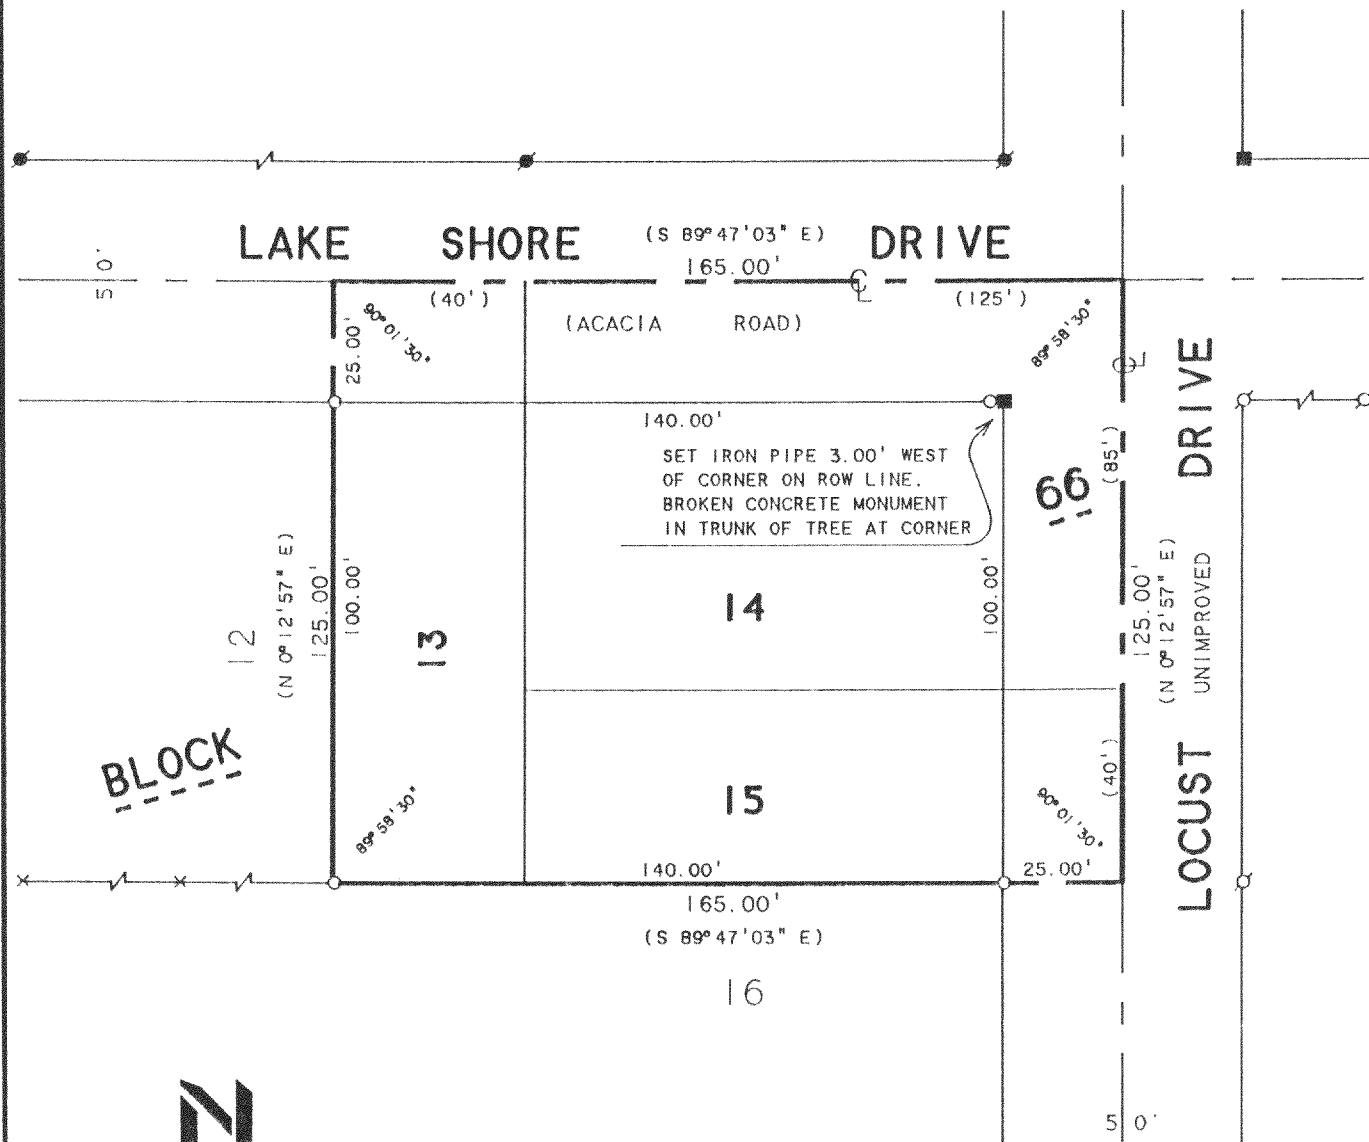 LAKE SHORE DRIVE
(S 89°47'03" E)
165.00'
50'
(40')
(125')
(ACACIA ROAD)
90°01'30"
89°58'30"
25.00'
℄
℄
140.00'
SET IRON PIPE 3.00' WEST
OF CORNER ON ROW LINE.
BROKEN CONCRETE MONUMENT
IN TRUNK OF TREE AT CORNER
66
(85')
LOCUST DRIVE
UNIMPROVED
12
(N 0°12'57" E)
125.00'
100.00'
13
14
100.00'
125.00'
(N 0°12'57" E)
BLOCK
15
(40')
89°58'30"
90°01'30"
140.00'
25.00'
165.00'
(S 89°47'03" E)
16
N
50'